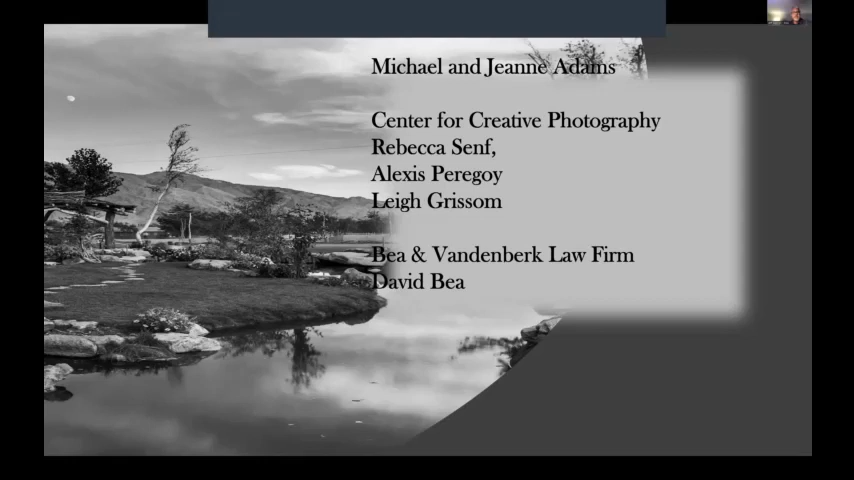 Michael and Jeanne Adams
Center for Creative Photography
Rebecca Senf,
Alexis Peregoy
Leigh Grissom
Bea & Vandenberk Law Firm
David Bea